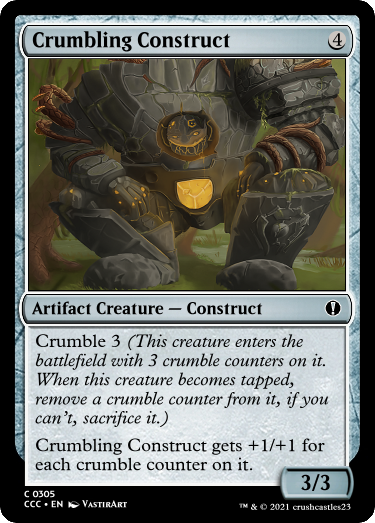 Crumbling Construct 4
Artifact Creature — Construct
Crumble 3 (This creature enters the
battlefield with 3 crumble counters on it.
When this creature becomes tapped,
remove a crumble counter from it, if you
can't, sacrifice it.)
Crumbling Construct gets +1/+1 for
each crumble counter on it.
3/3
C 0305
CCC • EN VastirArt
™ & © 2021 crushcastles23